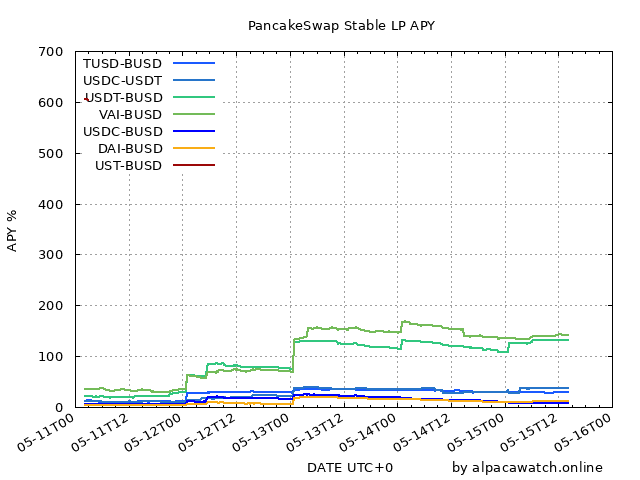 PancakeSwap Stable LP APY
700
600
500
400
300
200
100
0
APY %
TUSD-BUSD
USDC-USDT
USDT-BUSD
VAI-BUSD
USDC-BUSD
DAI-BUSD
UST-BUSD
05-11T00
05-11T12
05-12T00
05-12T12
05-13T00
05-13T12
05-14T00
05-14T12
05-15T00
05-15T12
05-16T00
DATE UTC+0
by alpacawatch.online